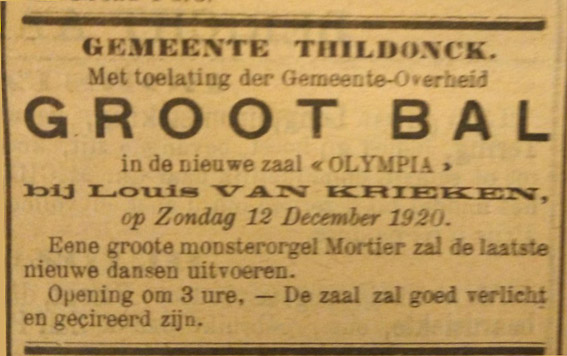 GEMEENTE THILDONCK.
Met toelating der Gemeente-Overheid
GROOT BAL
in de nieuwe zaal « OLYMPIA »
bij Louis VAN KRIEKEN,
op Zondag 12 December 1920.
Eene groote monsterorgel Mortier zal de laatste
nieuwe dansen uitvoeren.
Opening om 3 ure, — De zaal zal goed verlicht
en gecireerd zijn.